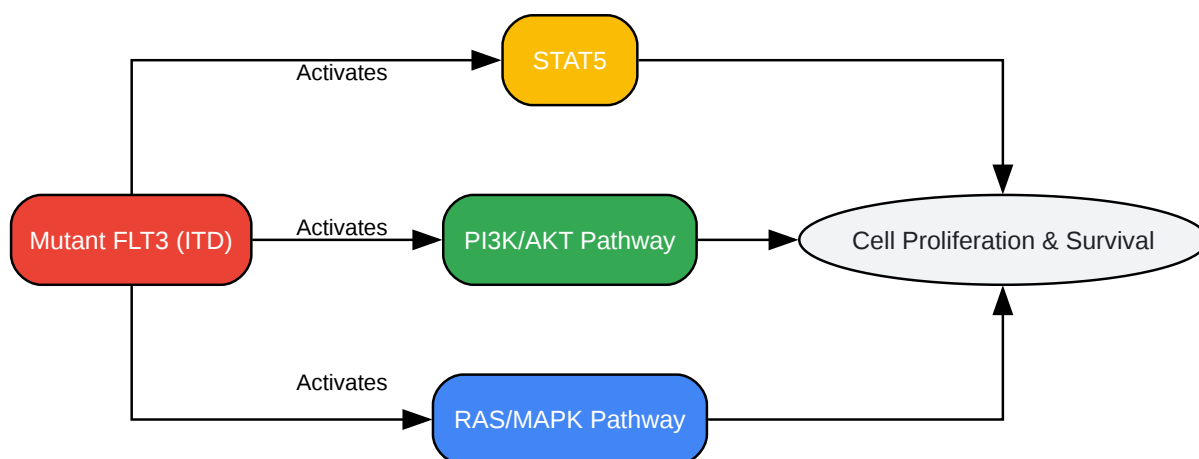 STAT5
Activates
Mutant FLT3 (ITD)
Activates
PI3K/AKT Pathway
Cell Proliferation & Survival
Activates
RAS/MAPK Pathway